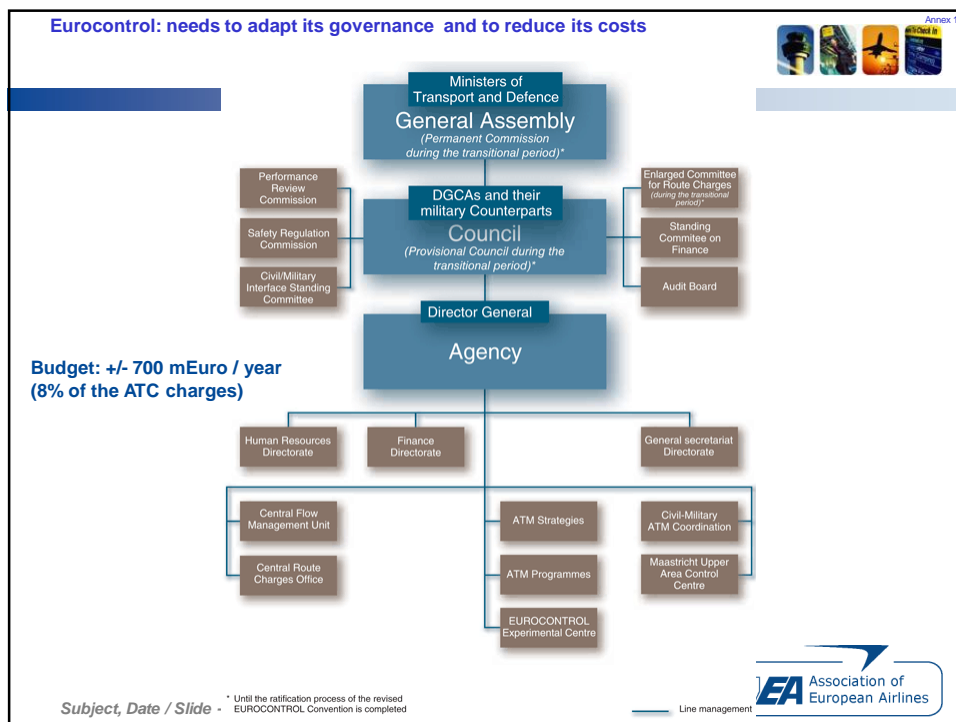 Annex 1
Eurocontrol: needs to adapt its governance and to reduce its costs
Ministers of
Transport and Defence
General Assembly
(Permanent Commission
during the transitional period)*
Performance
Review
Commission
Safety Regulation
Commission
Civil/Military
Interface Standing
Committee
DGCAs and their
military Counterparts
Council
(Provisional Council during the
transitional period)*
Enlarged Committee
for Route Charges
(during the transitional
period)*
Standing
Commitee on
Finance
Audit Board
Director General
Agency
Budget: +/- 700 mEuro / year
(8% of the ATC charges)
Human Resources
Directorate
Finance
Directorate
General secretariat
Directorate
Central Flow
Management Unit
ATM Strategies
Civil-Military
ATM Coordination
Central Route
Charges Office
ATM Programmes
Maastricht Upper
Area Control
Centre
EUROCONTROL
Experimental Centre
Subject, Date / Slide -
* Until the ratification process of the revised
EUROCONTROL Convention is completed
Line management
EA Association of
European Airlines